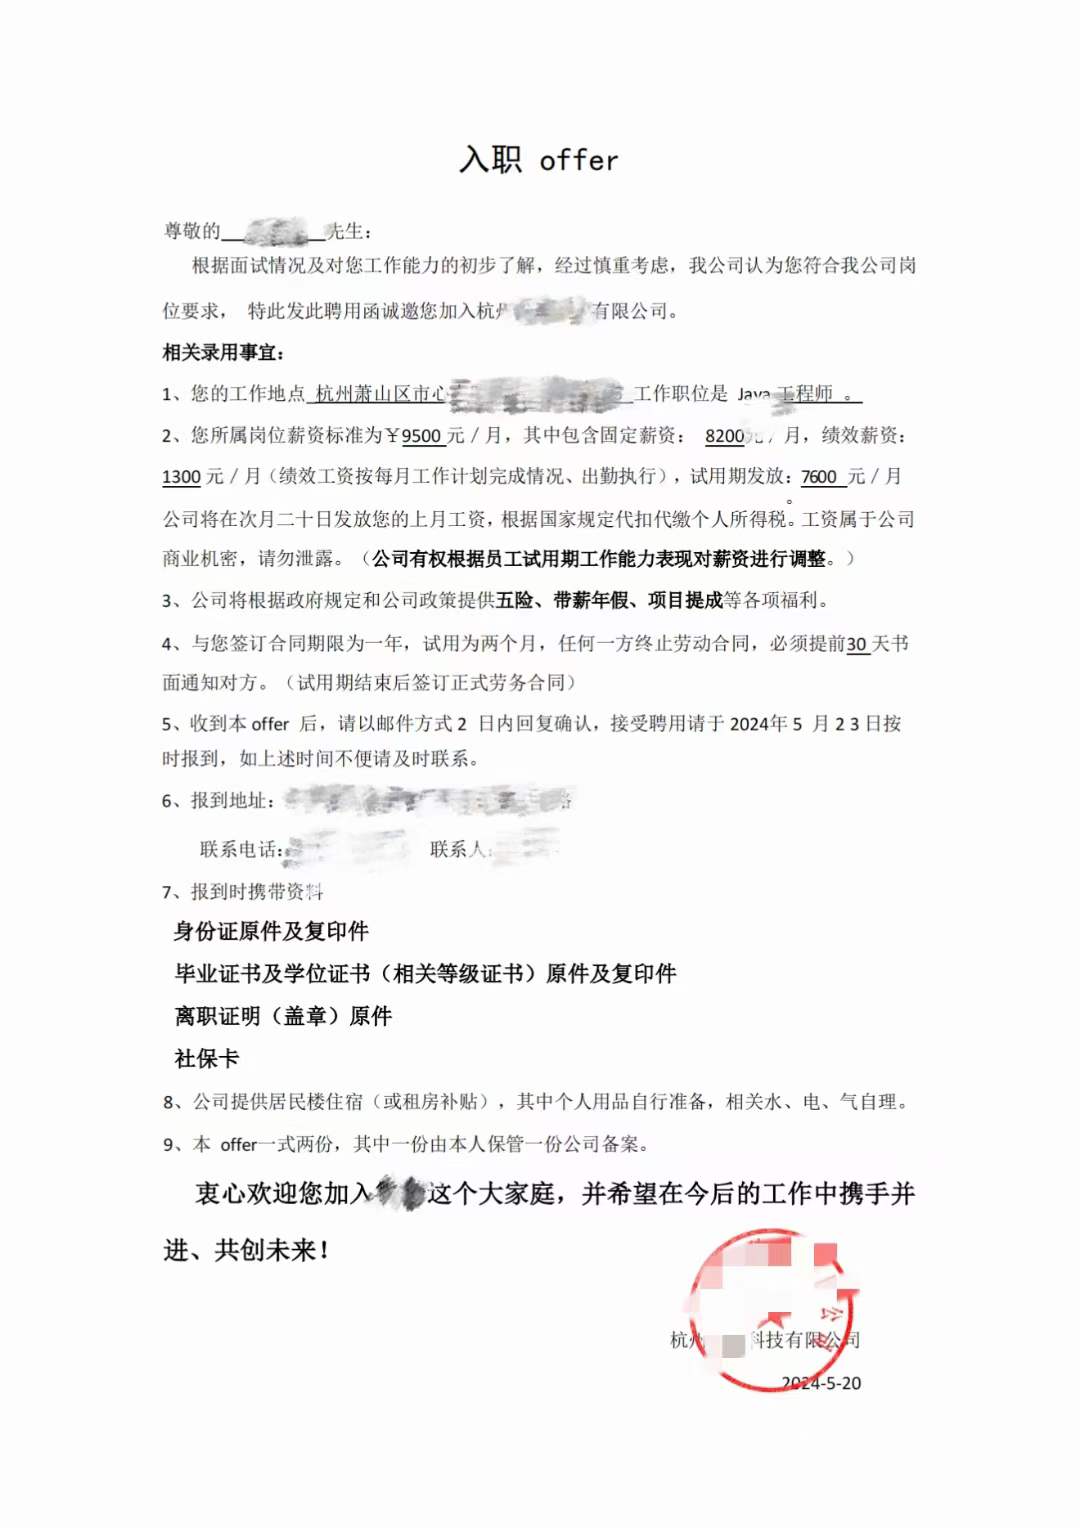 入职 offer
尊敬的 先生：
根据面试情况及对您工作能力的初步了解，经过慎重考虑，我公司认为您符合我公司岗
位要求， 特此发此聘用函诚邀您加入杭州 有限公司。
相关录用事宜：
1、您的工作地点 杭州萧山区市心 工作职位是 Java 工程师 。
2、您所属岗位薪资标准为￥9500 元／月，其中包含固定薪资： 8200元／月，绩效薪资：
1300 元／月（绩效工资按每月工作计划完成情况、出勤执行），试用期发放：7600 元／月
。
公司将在次月二十日发放您的上月工资，根据国家规定代扣代缴个人所得税。工资属于公司
商业机密，请勿泄露。（公司有权根据员工试用期工作能力表现对薪资进行调整。）
3、公司将根据政府规定和公司政策提供五险、带薪年假、项目提成等各项福利。
4、与您签订合同期限为一年，试用为两个月，任何一方终止劳动合同，必须提前30 天书
面通知对方。（试用期结束后签订正式劳务合同）
5、收到本 offer 后，请以邮件方式 2 日内回复确认，接受聘用请于 2024年 5 月 2 3 日按
时报到，如上述时间不便请及时联系。
6、报到地址：
联系电话： 联系人：
7、报到时携带资料
身份证原件及复印件
毕业证书及学位证书（相关等级证书）原件及复印件
离职证明（盖章）原件
社保卡
8、公司提供居民楼住宿（或租房补贴），其中个人用品自行准备，相关水、电、气自理。
9、本 offer一式两份，其中一份由本人保管一份公司备案。
衷心欢迎您加入 这个大家庭，并希望在今后的工作中携手并
进、共创未来！
杭州 科技有限公司
2024-5-20